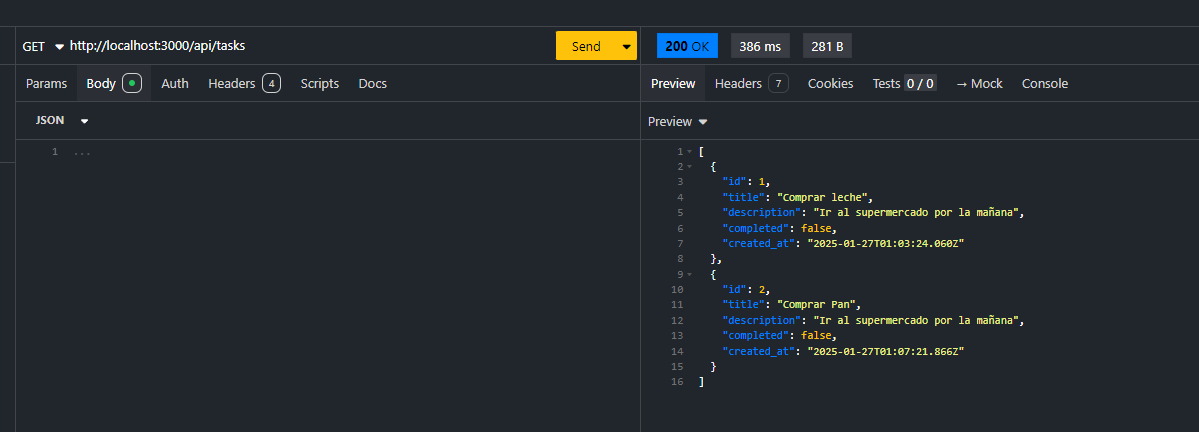 GET http://localhost:3000/api/tasks Send
200 OK 386 ms 281 B
Params Body Auth Headers 4 Scripts Docs
Preview Headers 7 Cookies Tests 0 / 0 → Mock Console
JSON
Preview
1 ...
1 [
2 {
3 "id": 1,
4 "title": "Comprar leche",
5 "description": "Ir al supermercado por la mañana",
6 "completed": false,
7 "created_at": "2025-01-27T01:03:24.060Z"
8 },
9 {
10 "id": 2,
11 "title": "Comprar Pan",
12 "description": "Ir al supermercado por la mañana",
13 "completed": false,
14 "created_at": "2025-01-27T01:07:21.866Z"
15 }
16 ]